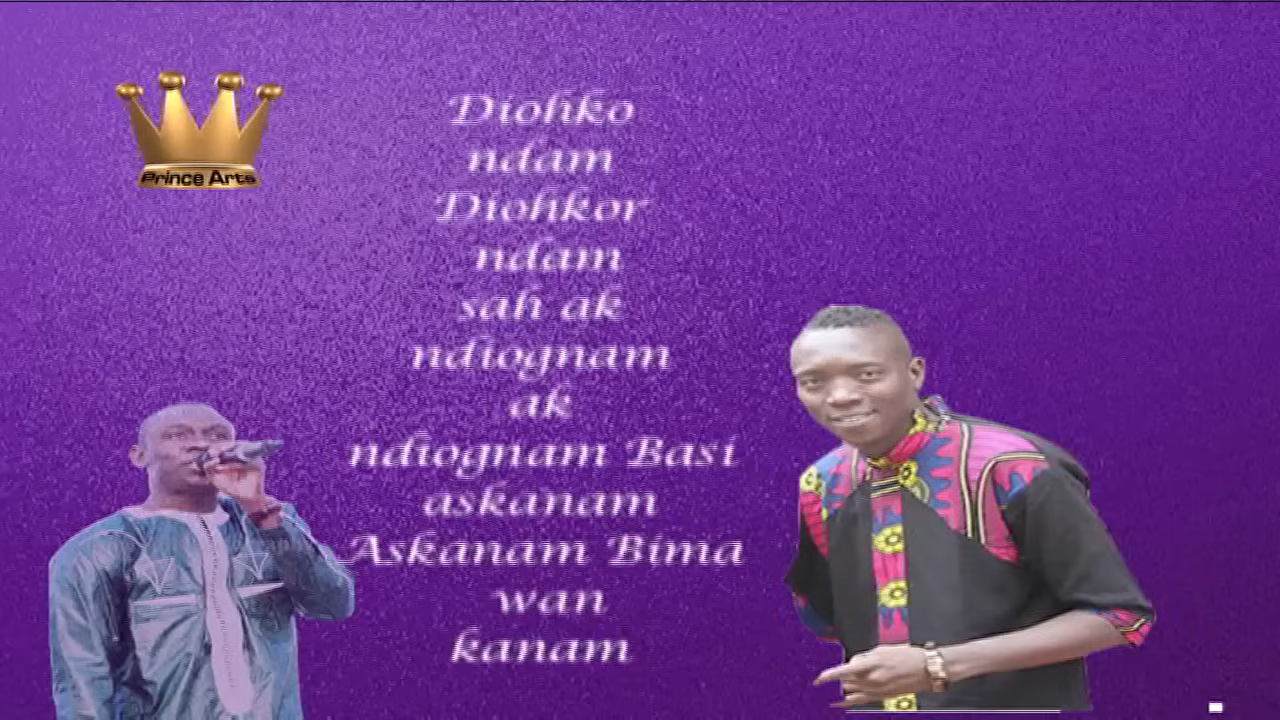 Prince Arts
Diohko
ndam
Diohkor
ndam
sah ak
ndiognam
ak
ndiognam Basi
askanam
Askanam Bima
wan
kanam